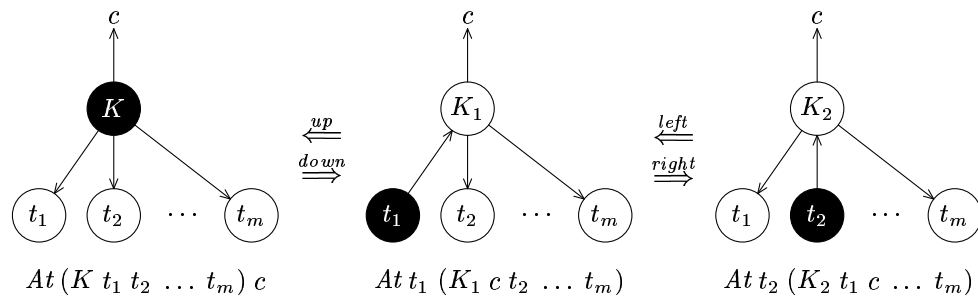 c c c
K K₁ K₂
up left
⇐ ⇐
down right
⇒ ⇒
t₁ t₂ ⋯ tₘ t₁ t₂ ⋯ tₘ t₁ t₂ ⋯ tₘ
At (K t₁ t₂ … tₘ) c At t₁ (K₁ c t₂ … tₘ) At t₂ (K₂ t₁ c … tₘ)